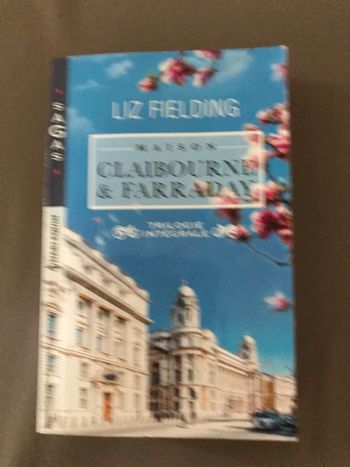 LIZ FIELDING
MAISON
CLAIBOURNE
& FARRADAY
TRILOGIE
INTÉGRALE
SAGAS